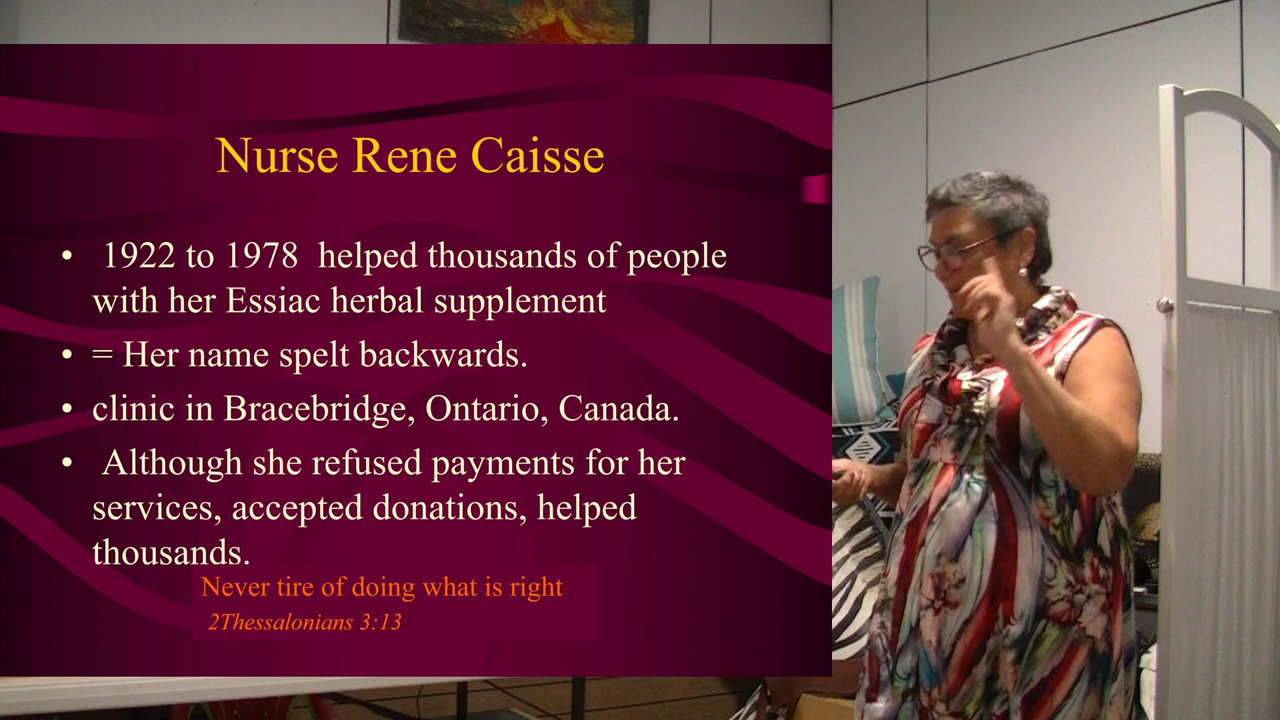 Nurse Rene Caisse
• 1922 to 1978 helped thousands of people
with her Essiac herbal supplement
• = Her name spelt backwards.
• clinic in Bracebridge, Ontario, Canada.
• Although she refused payments for her
services, accepted donations, helped
thousands.
Never tire of doing what is right
2Thessalonians 3:13